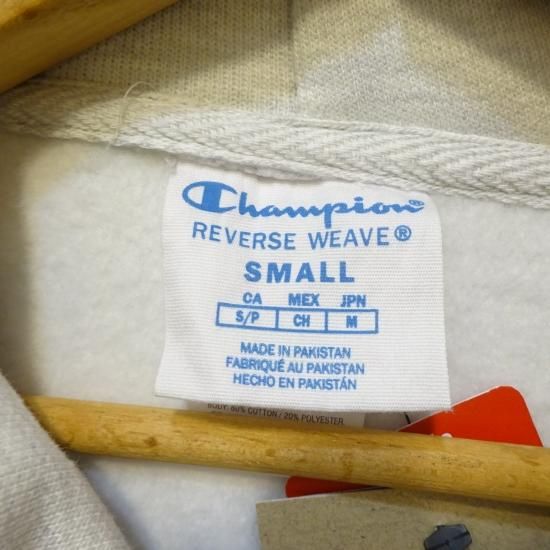 Champion®
REVERSE WEAVE®
SMALL
CA MEX JPN
S/P CH M
MADE IN PAKISTAN
FABRIQUÉ AU PAKISTAN
HECHO EN PAKISTÁN
BODY: 80% COTTON / 20% POLYESTER